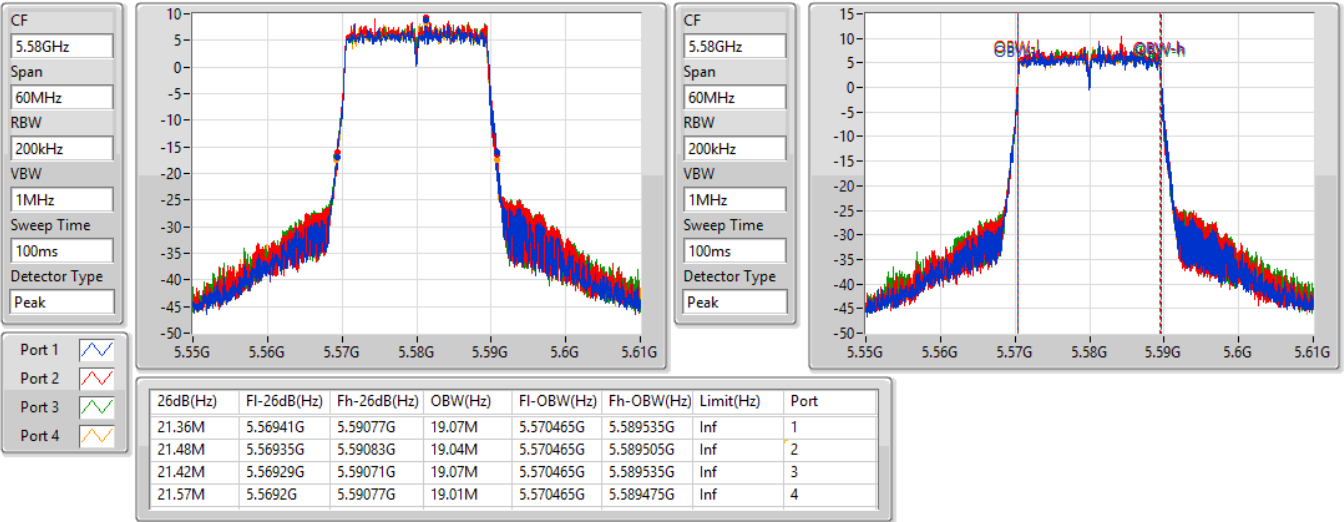 CF
5.58GHz
Span
60MHz
RBW
200kHz
VBW
1MHz
Sweep Time
100ms
Detector Type
Peak
10
5
0
-5
-10
-15
-20
-25
-30
-35
-40
-45
-50
5.55G 5.56G 5.57G 5.58G 5.59G 5.6G 5.61G
CF
5.58GHz
Span
60MHz
RBW
200kHz
VBW
1MHz
Sweep Time
100ms
Detector Type
Peak
15
10
5
0
-5
-10
-15
-20
-25
-30
-35
-40
-45
-50
OBW-l OBW-h
5.55G 5.56G 5.57G 5.58G 5.59G 5.6G 5.61G
Port 1
Port 2
Port 3
Port 4
26dB(Hz) Fl-26dB(Hz) Fh-26dB(Hz) OBW(Hz) Fl-OBW(Hz) Fh-OBW(Hz) Limit(Hz) Port
21.36M 5.56941G 5.59077G 19.07M 5.570465G 5.589535G Inf 1
21.48M 5.56935G 5.59083G 19.04M 5.570465G 5.589505G Inf 2
21.42M 5.56929G 5.59071G 19.07M 5.570465G 5.589535G Inf 3
21.57M 5.5692G 5.59077G 19.01M 5.570465G 5.589475G Inf 4